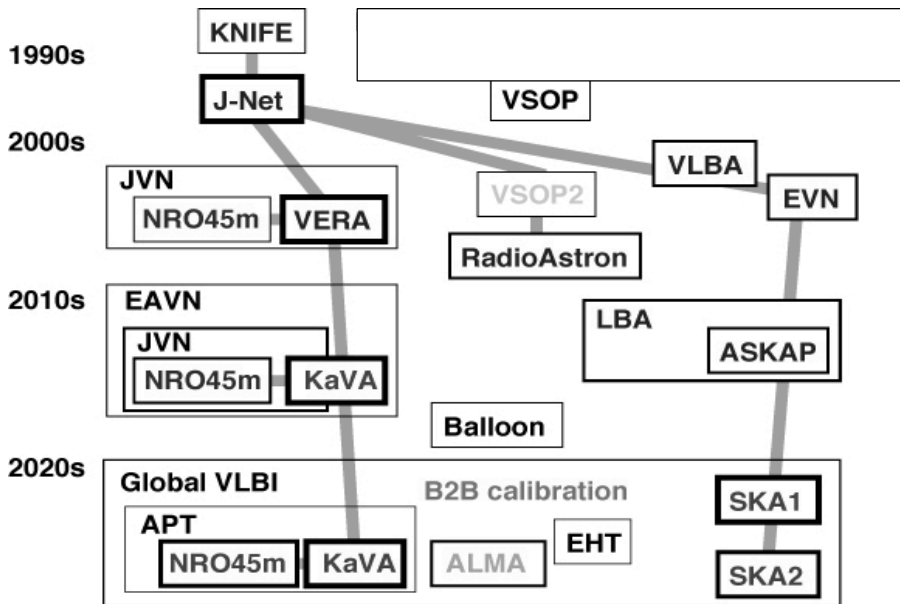 KNIFE
1990s
J-Net
VSOP
2000s
VLBA
JVN
VSOP2
EVN
NRO45m
VERA
RadioAstron
2010s
EAVN
LBA
JVN
ASKAP
NRO45m
KaVA
Balloon
2020s
Global VLBI
B2B calibration
SKA1
APT
EHT
NRO45m
KaVA
ALMA
SKA2